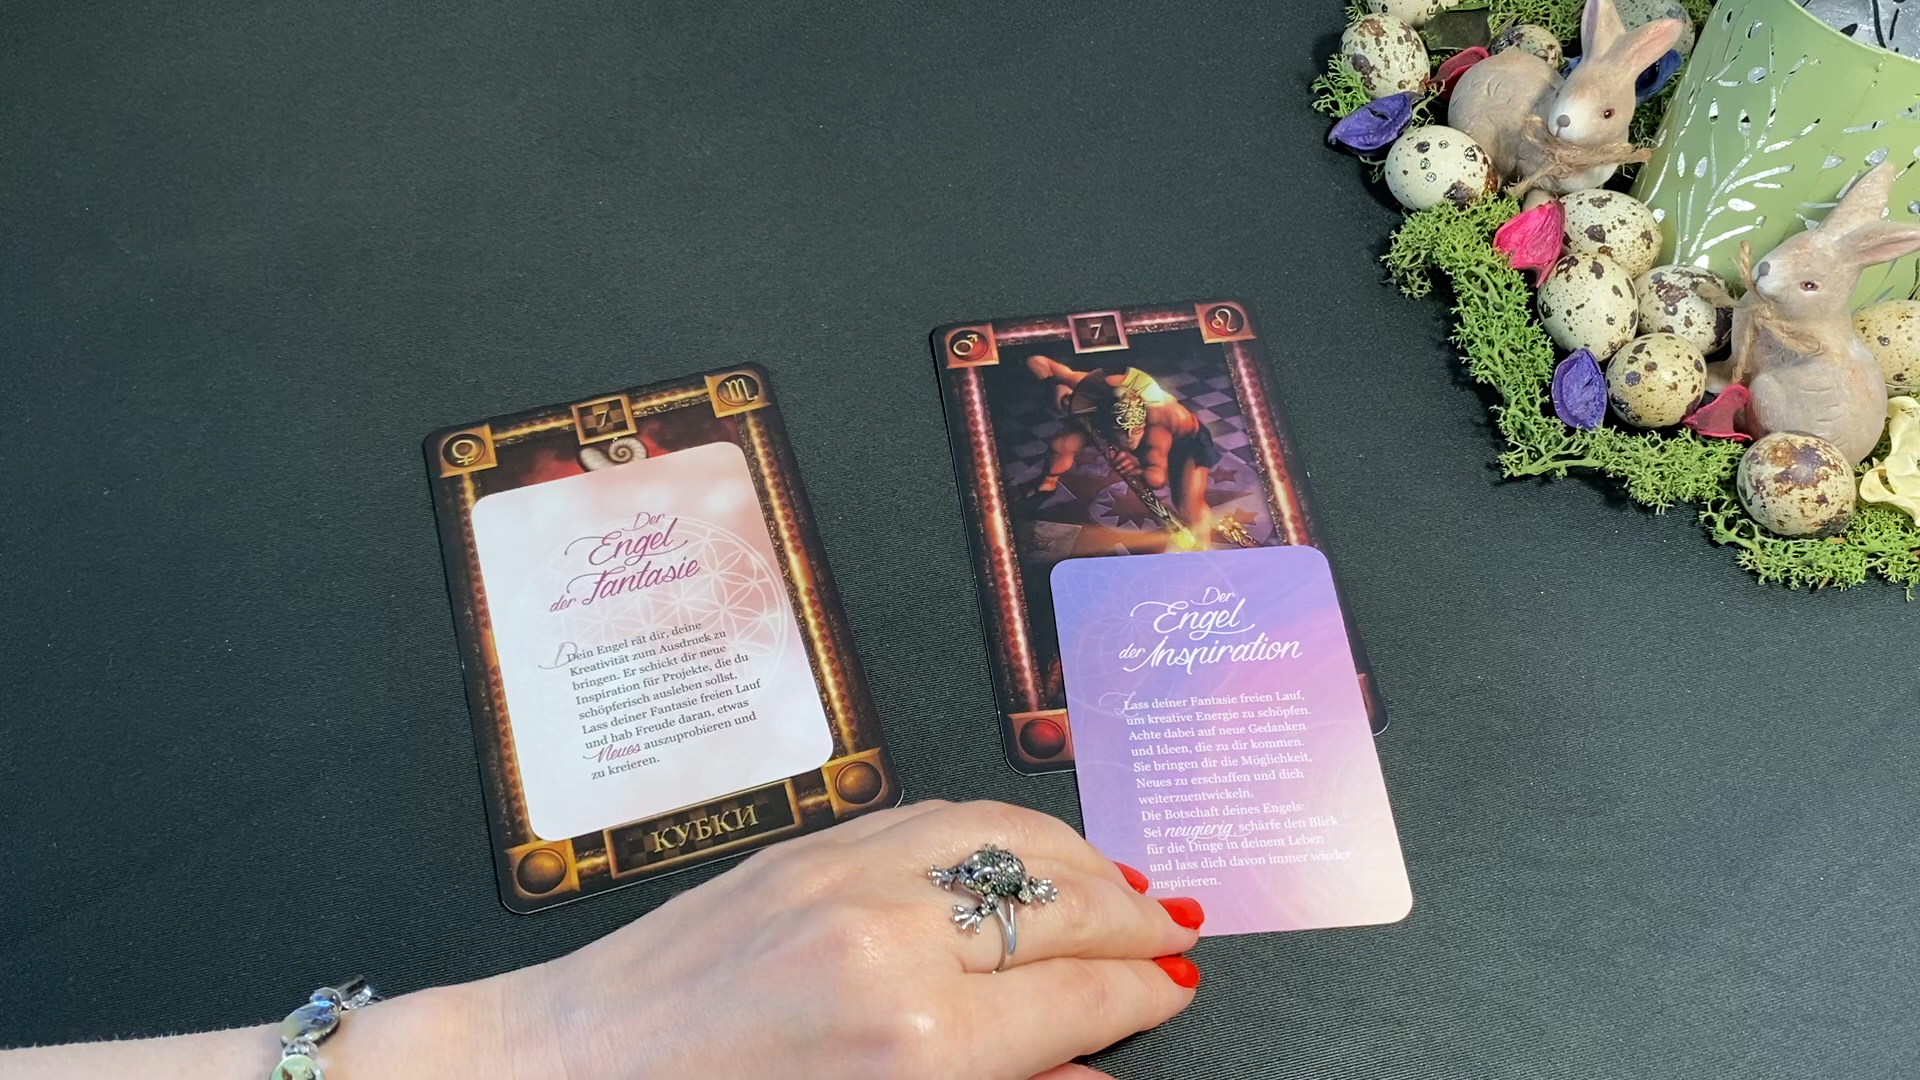 7
Der
Engel
der Fantasie
Dein Engel rät dir, deine
Kreativität zum Ausdruck zu
bringen. Er schickt dir neue
Inspiration für Projekte, die du
schöpferisch ausleben sollst.
Lass deiner Fantasie freien Lauf
und hab Freude daran, etwas
Neues auszuprobieren und
zu kreieren.
КУБКИ
7
Der
Engel
der Inspiration
Lass deiner Fantasie freien Lauf,
um kreative Energie zu schöpfen.
Achte dabei auf neue Gedanken
und Ideen, die zu dir kommen.
Sie bringen dir die Möglichkeit,
Neues zu erschaffen und dich
weiterzuentwickeln.
Die Botschaft deines Engels:
Sei neugierig, schärfe den Blick
für die Dinge in deinem Leben
und lass dich davon immer wieder
inspirieren.